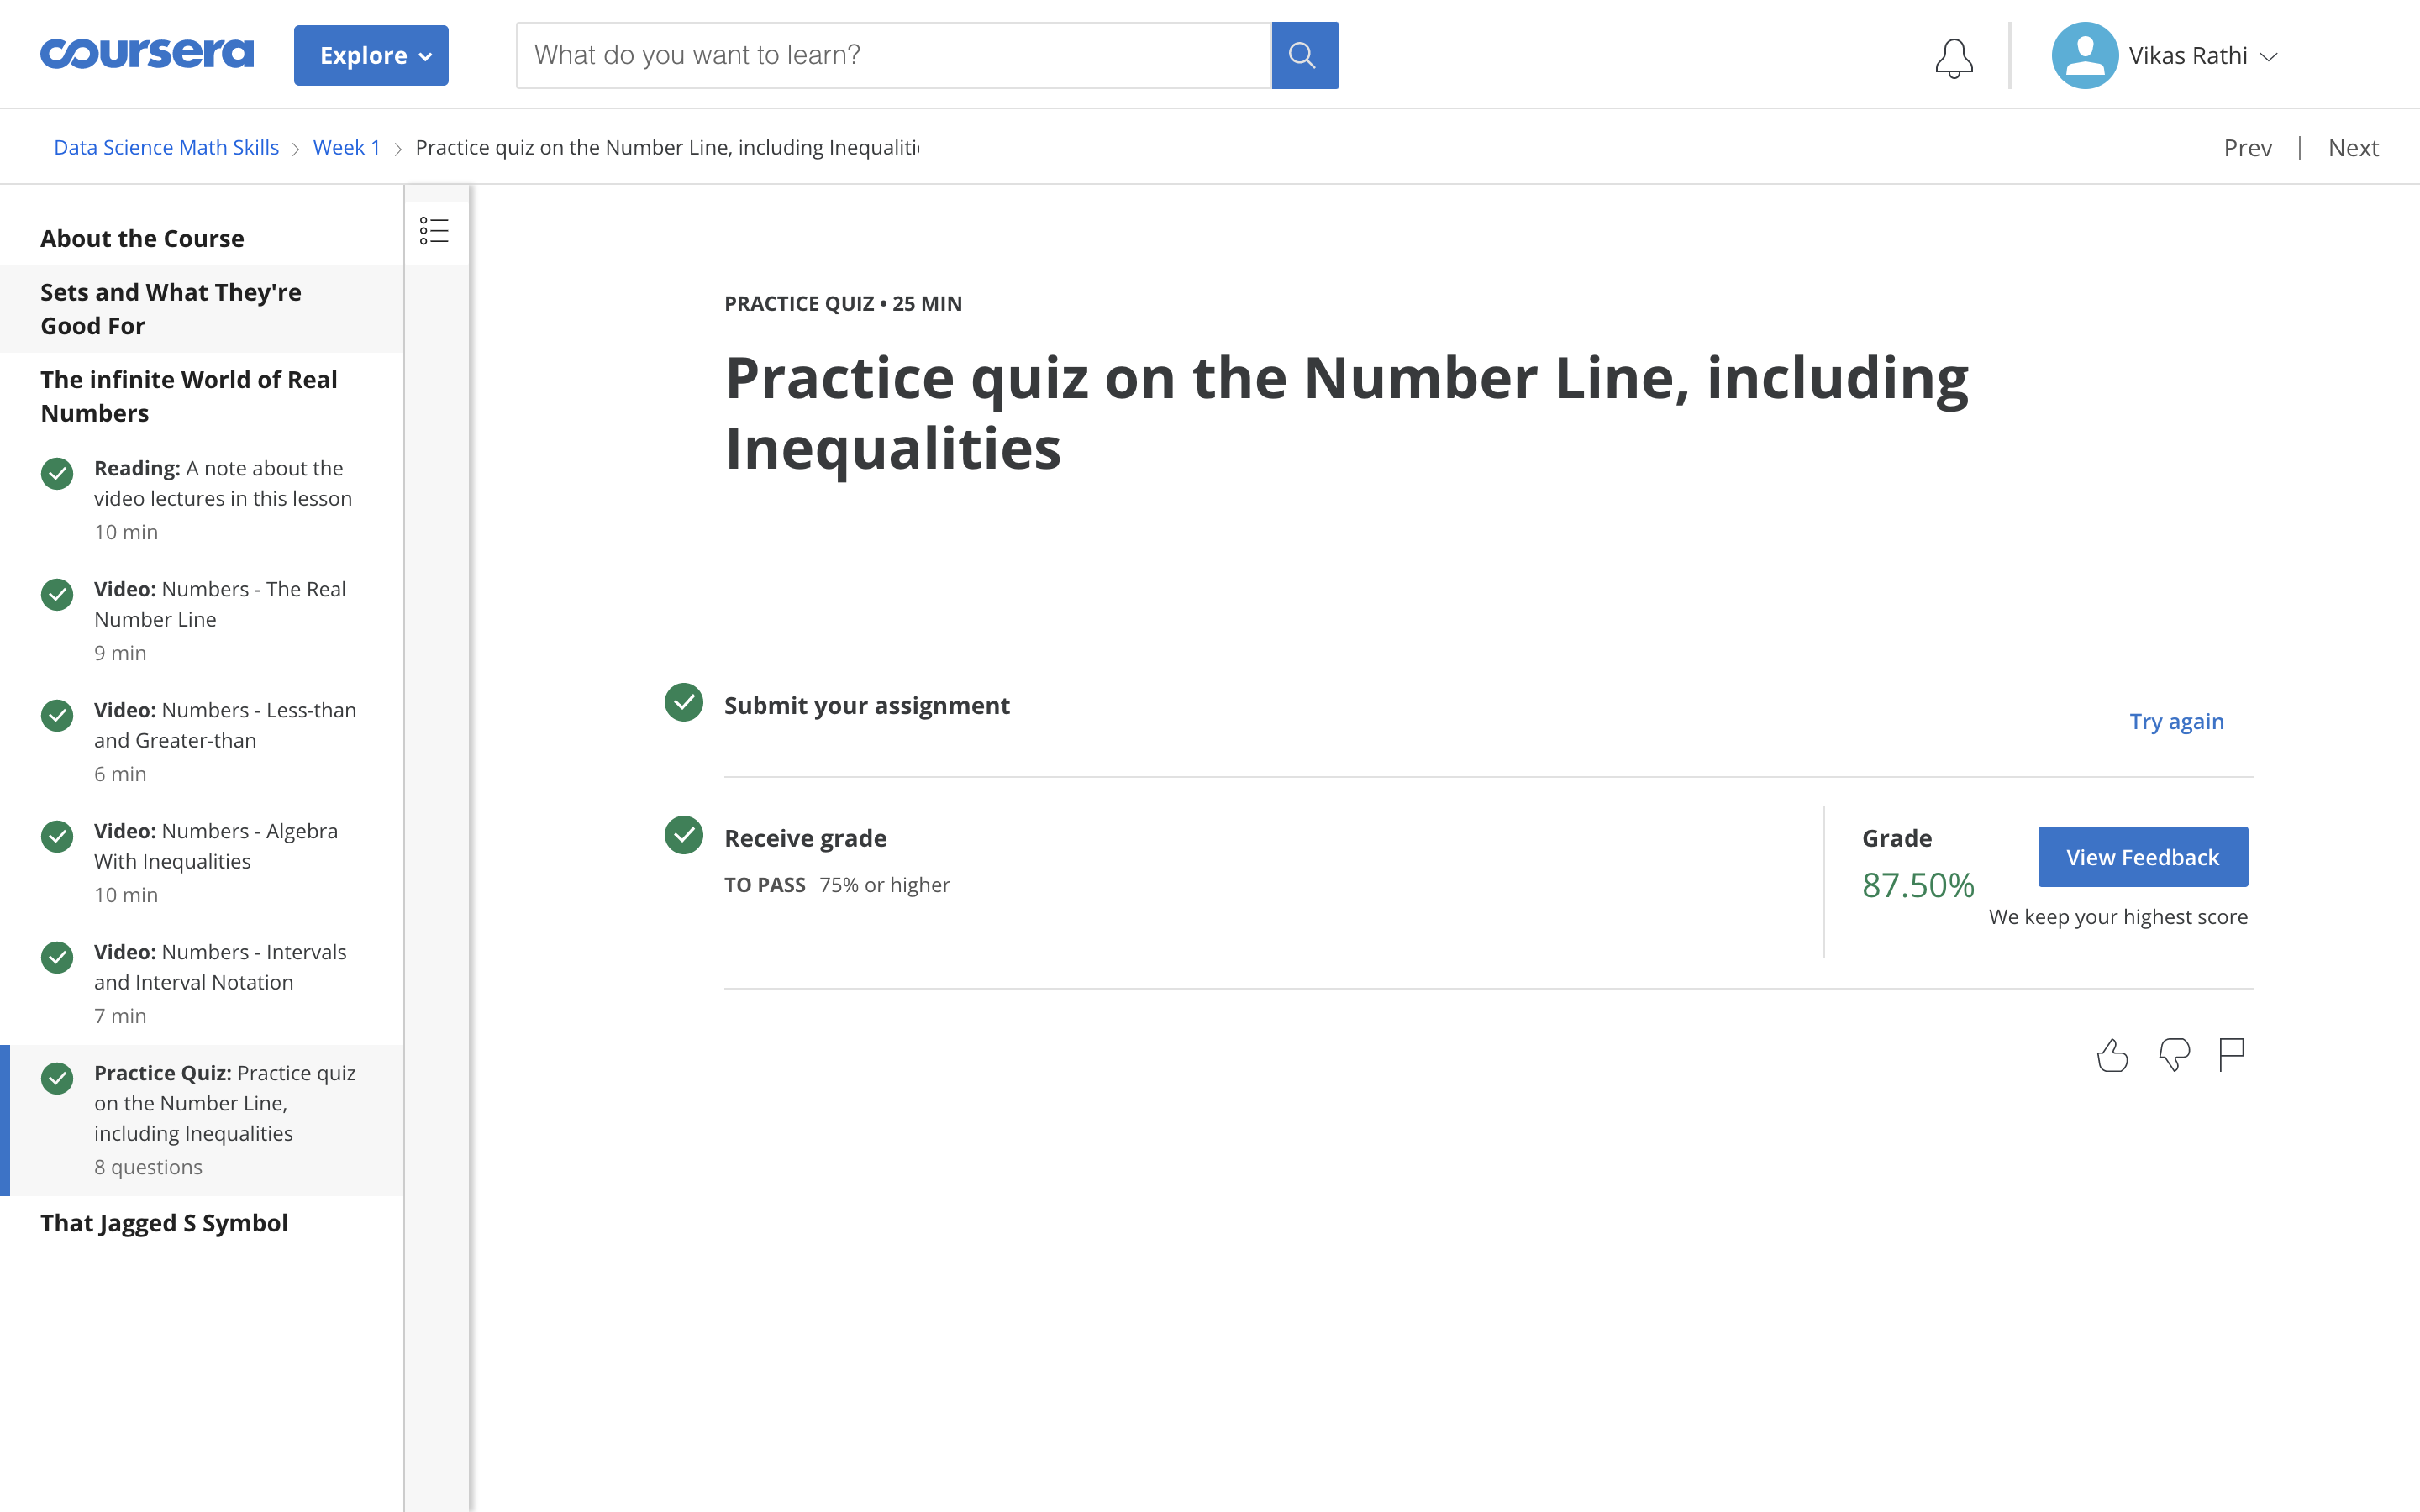 coursera
Explore
What do you want to learn?
Vikas Rathi
Data Science Math Skills
Week 1
Practice quiz on the Number Line, including Inequaliti
Prev
Next
About the Course
Sets and What They're
Good For
The infinite World of Real
Numbers
Reading: A note about the
video lectures in this lesson
10 min
Video: Numbers - The Real
Number Line
9 min
Video: Numbers - Less-than
and Greater-than
6 min
Video: Numbers - Algebra
With Inequalities
10 min
Video: Numbers - Intervals
and Interval Notation
7 min
Practice Quiz: Practice quiz
on the Number Line,
including Inequalities
8 questions
That Jagged S Symbol
PRACTICE QUIZ • 25 MIN
Practice quiz on the Number Line, including
Inequalities
Submit your assignment
Try again
Receive grade
TO PASS 75% or higher
Grade
87.50%
View Feedback
We keep your highest score